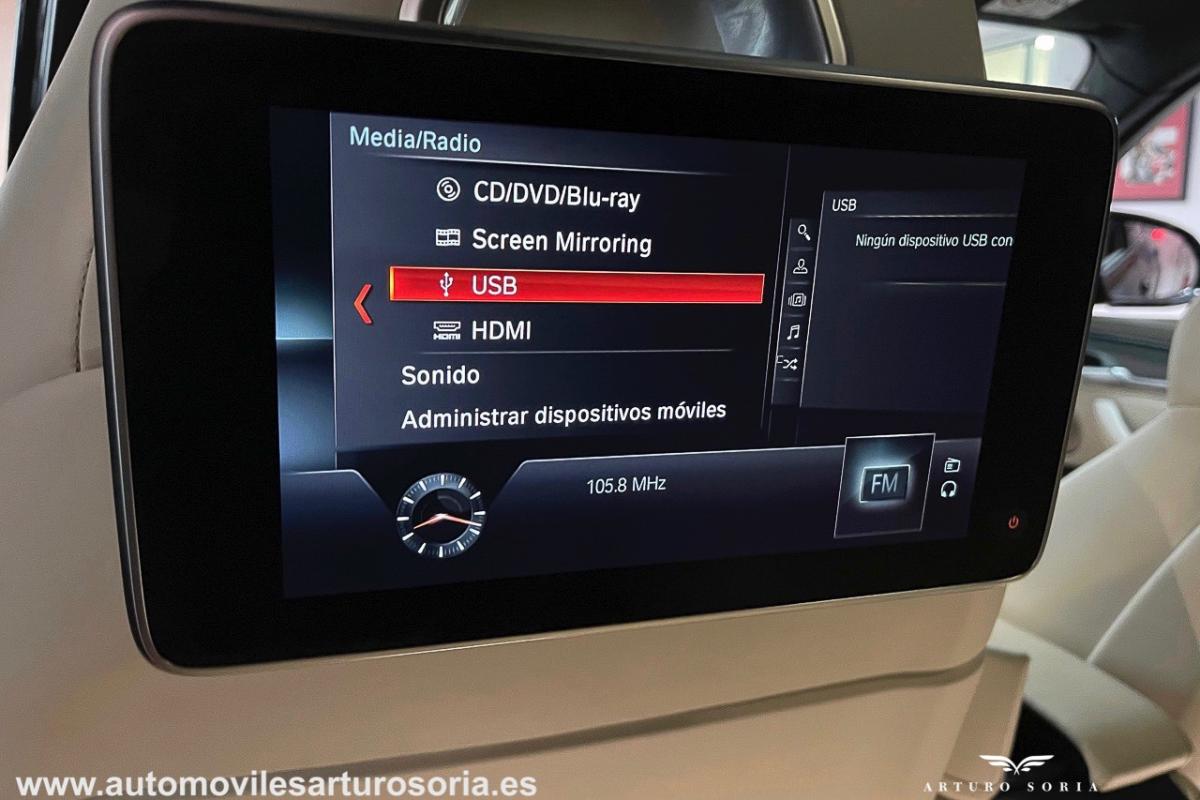 Media/Radio
CD/DVD/Blu-ray
Screen Mirroring
USB
HDMI HDMI
Sonido
Administrar dispositivos móviles
USB
Ningún dispositivo USB con
105.8 MHz
FM
www.automovilesarturosoria.es
ARTURO SORIA